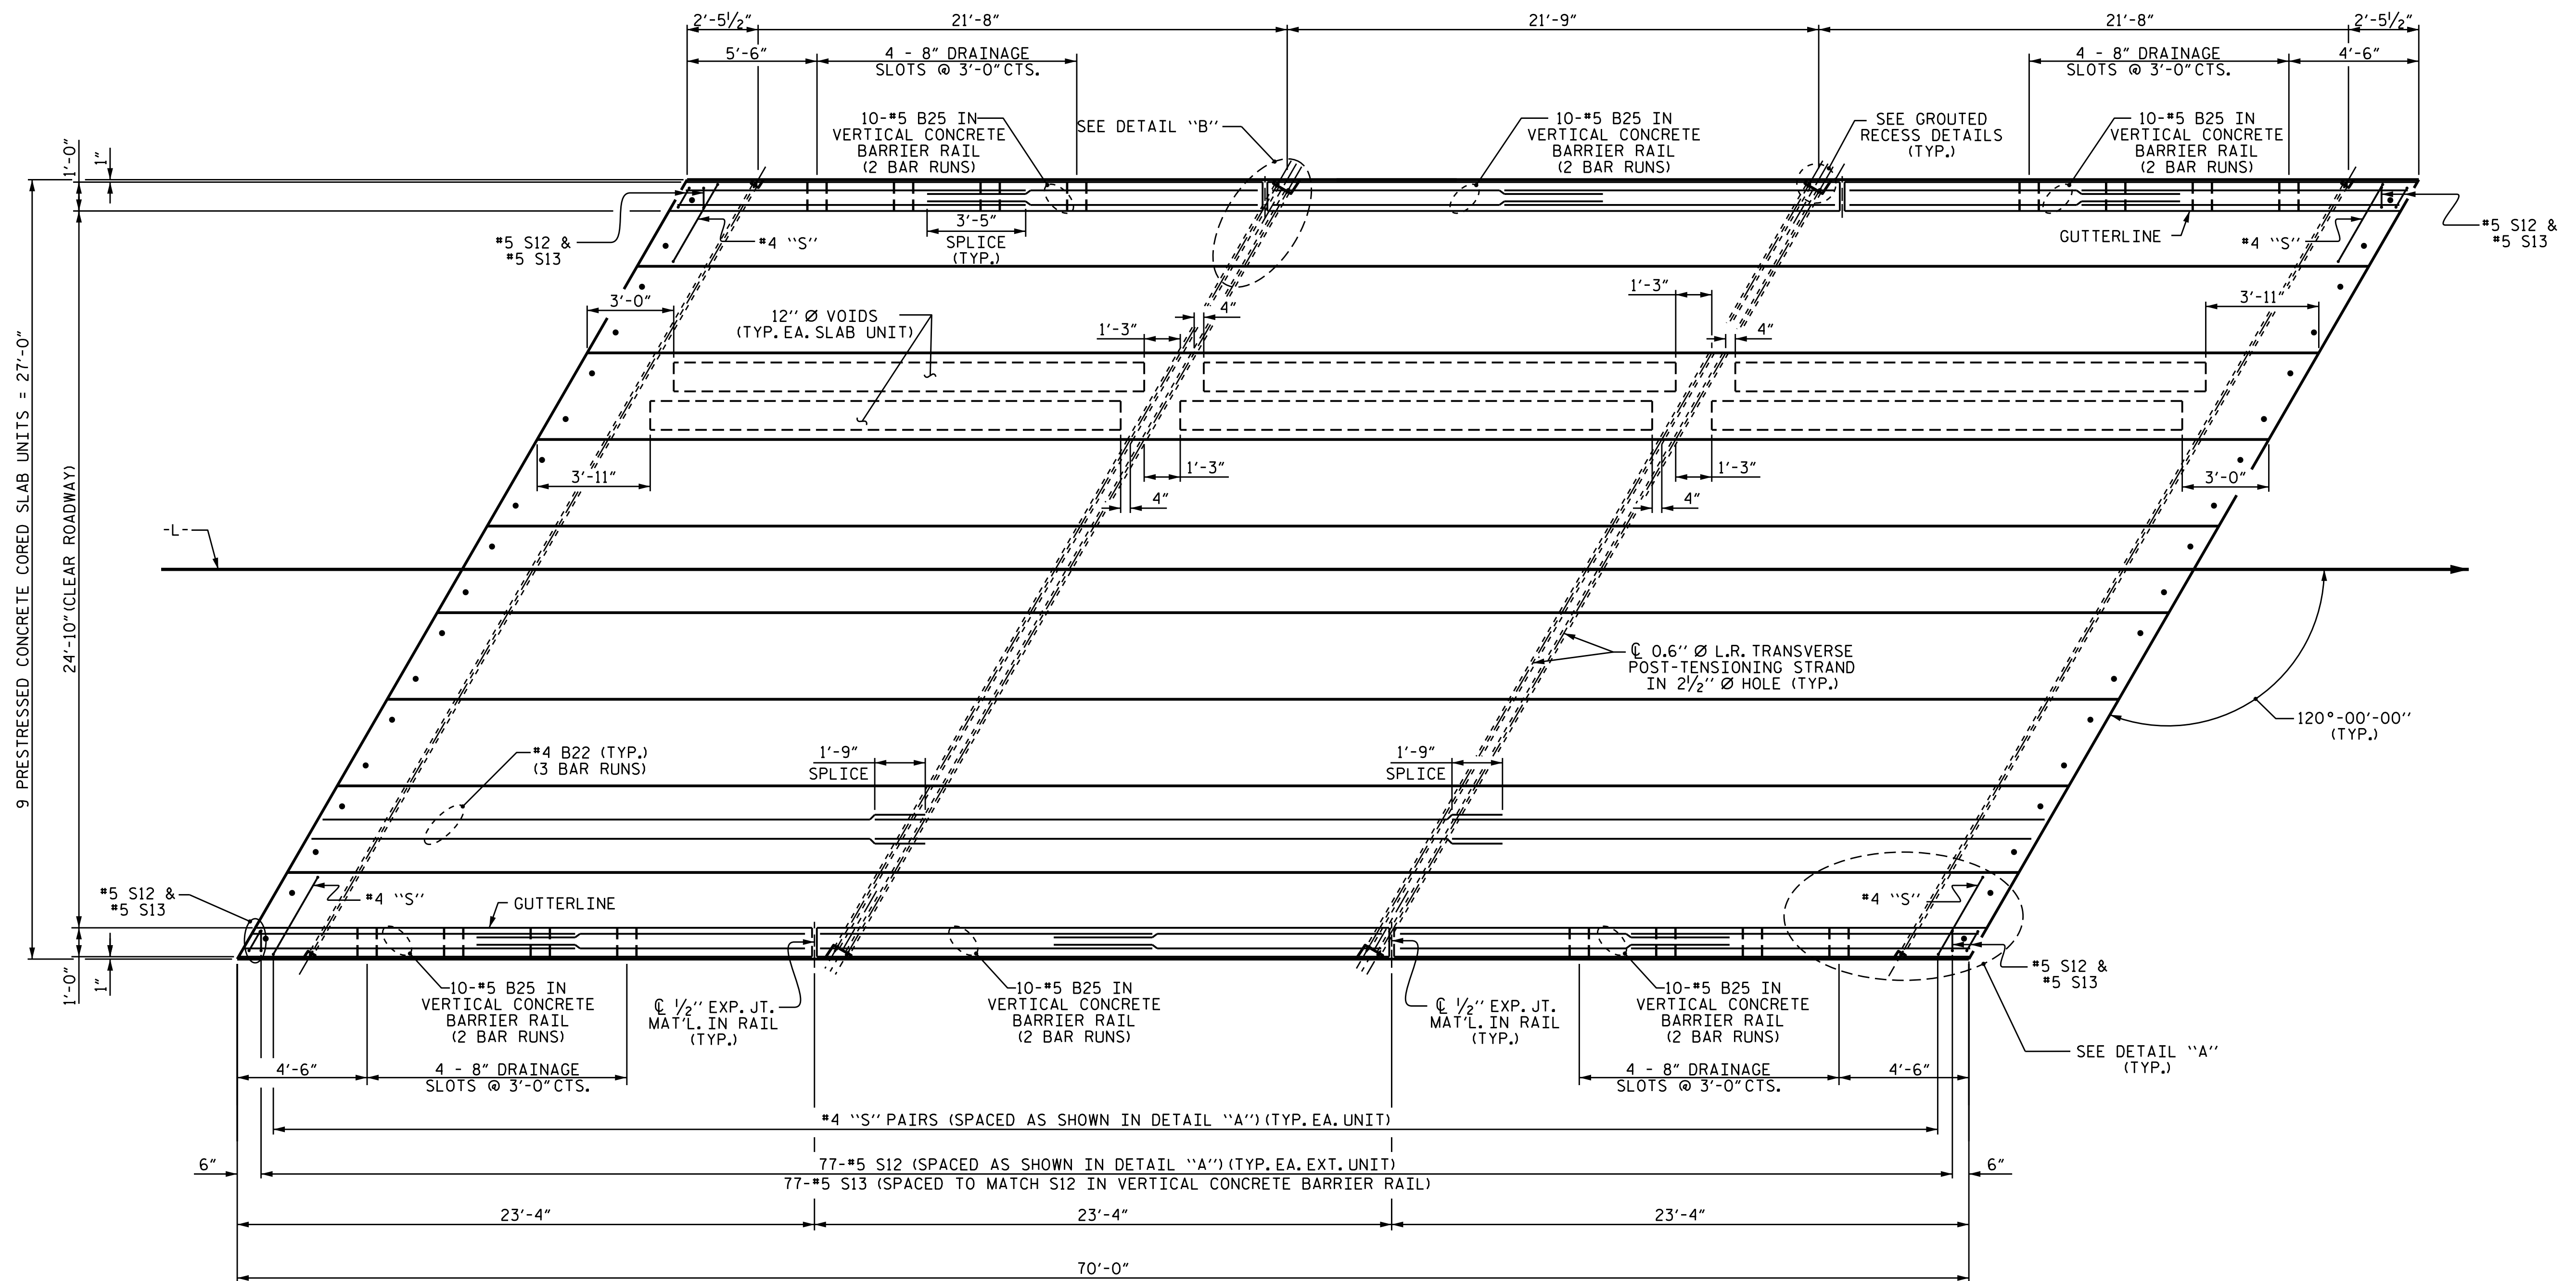 2'-5½" 21'-8" 21'-9" 21'-8" 2'-5½"
5'-6"
4 - 8" DRAINAGE
SLOTS @ 3'-0" CTS.
4 - 8" DRAINAGE
SLOTS @ 3'-0" CTS.
4'-6"
10-#5 B25 IN
VERTICAL CONCRETE
BARRIER RAIL
(2 BAR RUNS)
SEE DETAIL "B"
10-#5 B25 IN
VERTICAL CONCRETE
BARRIER RAIL
(2 BAR RUNS)
SEE GROUTED
RECESS DETAILS
(TYP.)
10-#5 B25 IN
VERTICAL CONCRETE
BARRIER RAIL
(2 BAR RUNS)
1'-0"
1"
#5 S12 &
#5 S13
#4 "S"
3'-5"
SPLICE
(TYP.)
GUTTERLINE
#4 "S"
#5 S12 &
#5 S13
3'-0"
12" Ø VOIDS
(TYP. EA. SLAB UNIT)
1'-3"
4"
1'-3"
4"
3'-11"
9 PRESTRESSED CONCRETE CORED SLAB UNITS = 27'-0"
24'-10" (CLEAR ROADWAY)
3'-11"
1'-3"
4"
1'-3"
4"
3'-0"
-L-
℄ 0.6" Ø L.R. TRANSVERSE
POST-TENSIONING STRAND
IN 2½" Ø HOLE (TYP.)
120°-00'-00"
(TYP.)
#4 B22 (TYP.)
(3 BAR RUNS)
1'-9"
SPLICE
1'-9"
SPLICE
#5 S12 &
#5 S13
#4 "S"
GUTTERLINE
#4 "S"
#5 S12 &
#5 S13
1'-0"
1"
10-#5 B25 IN
VERTICAL CONCRETE
BARRIER RAIL
(2 BAR RUNS)
℄ ½" EXP. JT.
MAT'L. IN RAIL
(TYP.)
10-#5 B25 IN
VERTICAL CONCRETE
BARRIER RAIL
(2 BAR RUNS)
℄ ½" EXP. JT.
MAT'L. IN RAIL
(TYP.)
10-#5 B25 IN
VERTICAL CONCRETE
BARRIER RAIL
(2 BAR RUNS)
SEE DETAIL "A"
(TYP.)
4'-6"
4 - 8" DRAINAGE
SLOTS @ 3'-0" CTS.
4 - 8" DRAINAGE
SLOTS @ 3'-0" CTS.
4'-6"
#4 "S" PAIRS (SPACED AS SHOWN IN DETAIL "A") (TYP. EA. UNIT)
6"
77-#5 S12 (SPACED AS SHOWN IN DETAIL "A") (TYP. EA. EXT. UNIT)
6"
77-#5 S13 (SPACED TO MATCH S12 IN VERTICAL CONCRETE BARRIER RAIL)
23'-4" 23'-4" 23'-4"
70'-0"